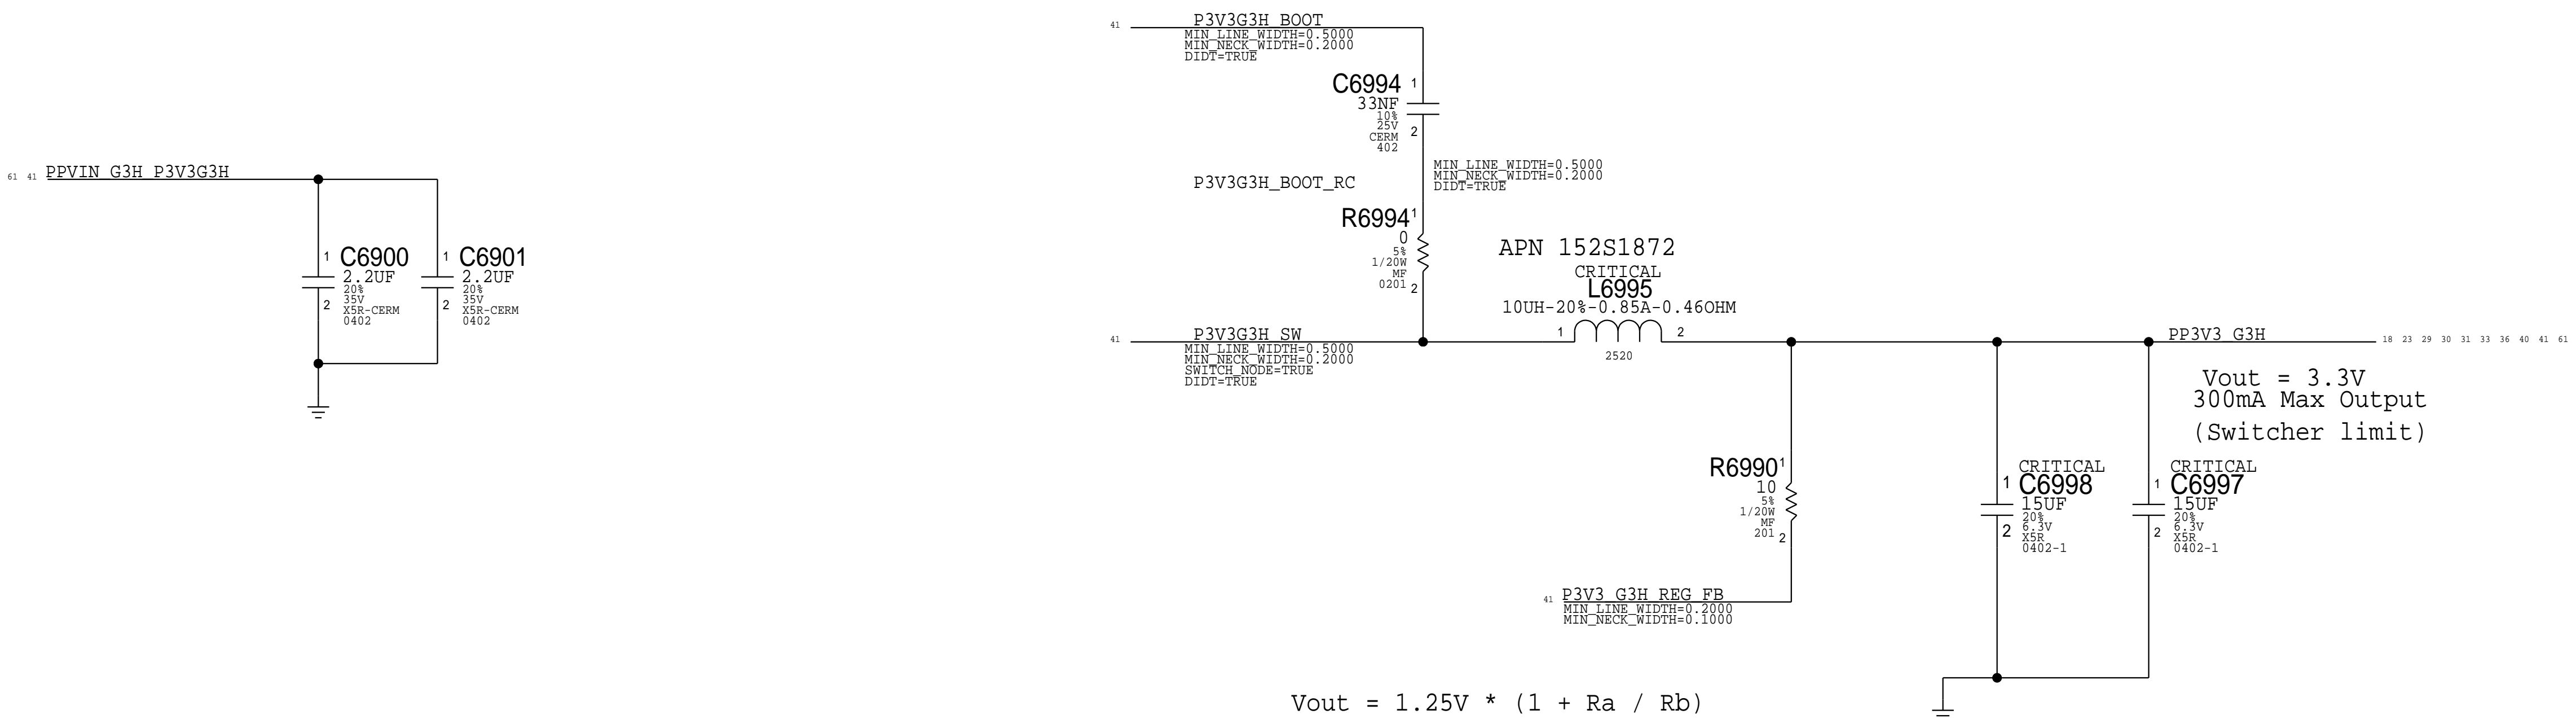 61 41 PPVIN_G3H_P3V3G3H
1 C6900
2.2UF
20%
35V
2 X5R-CERM
0402
1 C6901
2.2UF
20%
35V
2 X5R-CERM
0402
41 P3V3G3H_BOOT
MIN_LINE_WIDTH=0.5000
MIN_NECK_WIDTH=0.2000
DIDT=TRUE
C6994 1
33NF
10%
25V
CERM 2
402
P3V3G3H_BOOT_RC
MIN_LINE_WIDTH=0.5000
MIN_NECK_WIDTH=0.2000
DIDT=TRUE
R6994 1
0
5%
1/20W
MF
0201 2
APN 152S1872
CRITICAL
L6995
10UH-20%-0.85A-0.46OHM
1 2
2520
41 P3V3G3H_SW
MIN_LINE_WIDTH=0.5000
MIN_NECK_WIDTH=0.2000
SWITCH_NODE=TRUE
DIDT=TRUE
PP3V3_G3H 18 23 29 30 31 33 36 40 41 61
Vout = 3.3V
300mA Max Output
(Switcher limit)
R6990 1
10
5%
1/20W
MF
201 2
41 P3V3_G3H_REG_FB
MIN_LINE_WIDTH=0.2000
MIN_NECK_WIDTH=0.1000
CRITICAL
1 C6998
15UF
20%
2 6.3V
X5R
0402-1
CRITICAL
1 C6997
15UF
20%
2 6.3V
X5R
0402-1
Vout = 1.25V * (1 + Ra / Rb)